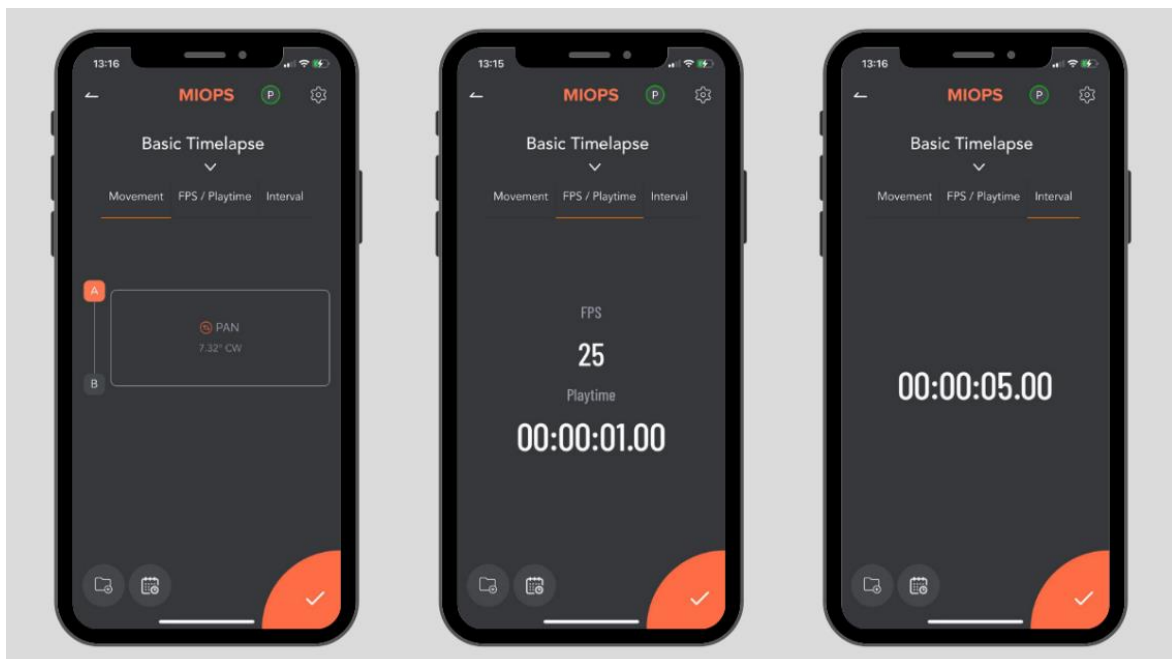 13:16
MIOPS P
Basic Timelapse
Movement FPS / Playtime Interval
A
PAN
7.32° CW
B
13:15
MIOPS P
Basic Timelapse
Movement FPS / Playtime Interval
FPS
25
Playtime
00:00:01.00
13:16
MIOPS P
Basic Timelapse
Movement FPS / Playtime Interval
00:00:05.00